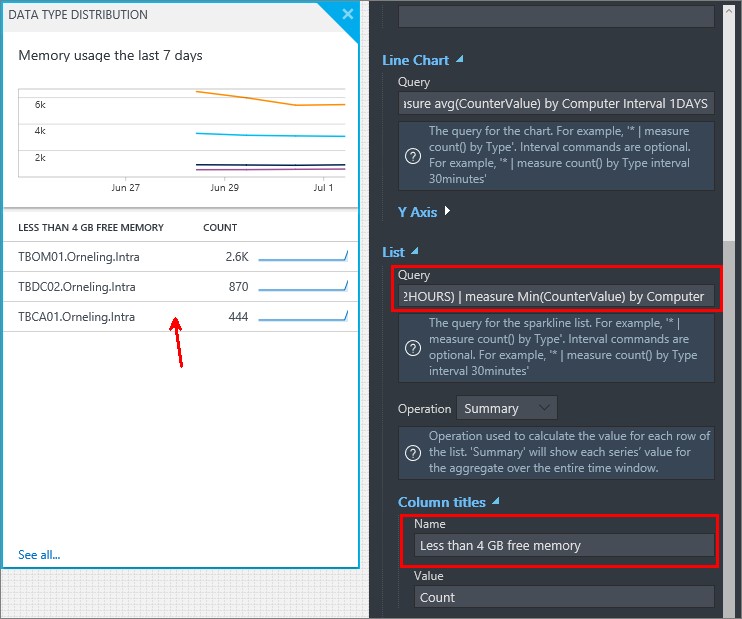 DATA TYPE DISTRIBUTION
Memory usage the last 7 days
6k
4k
2k
Jun 27 Jun 29 Jul 1
LESS THAN 4 GB FREE MEMORY COUNT
TBOM01.Orneling.Intra 2.6K
TBDC02.Orneling.Intra 870
TBCA01.Orneling.Intra 444
See all...
Line Chart
Query
asure avg(CounterValue) by Computer Interval 1DAYS
The query for the chart. For example, '* | measure
count() by Type'. Interval commands are optional.
For example, '* | measure count() by Type interval
30minutes'
Y Axis
List
Query
2HOURS) | measure Min(CounterValue) by Computer
The query for the sparkline list. For example, '* |
measure count() by Type'. Interval commands are
optional. For example, '* | measure count() by Type
interval 30minutes'
Operation Summary
Operation used to calculate the value for each row of
the list. 'Summary' will show each series' value for
the aggregate over the entire time window.
Column titles
Name
Less than 4 GB free memory
Value
Count